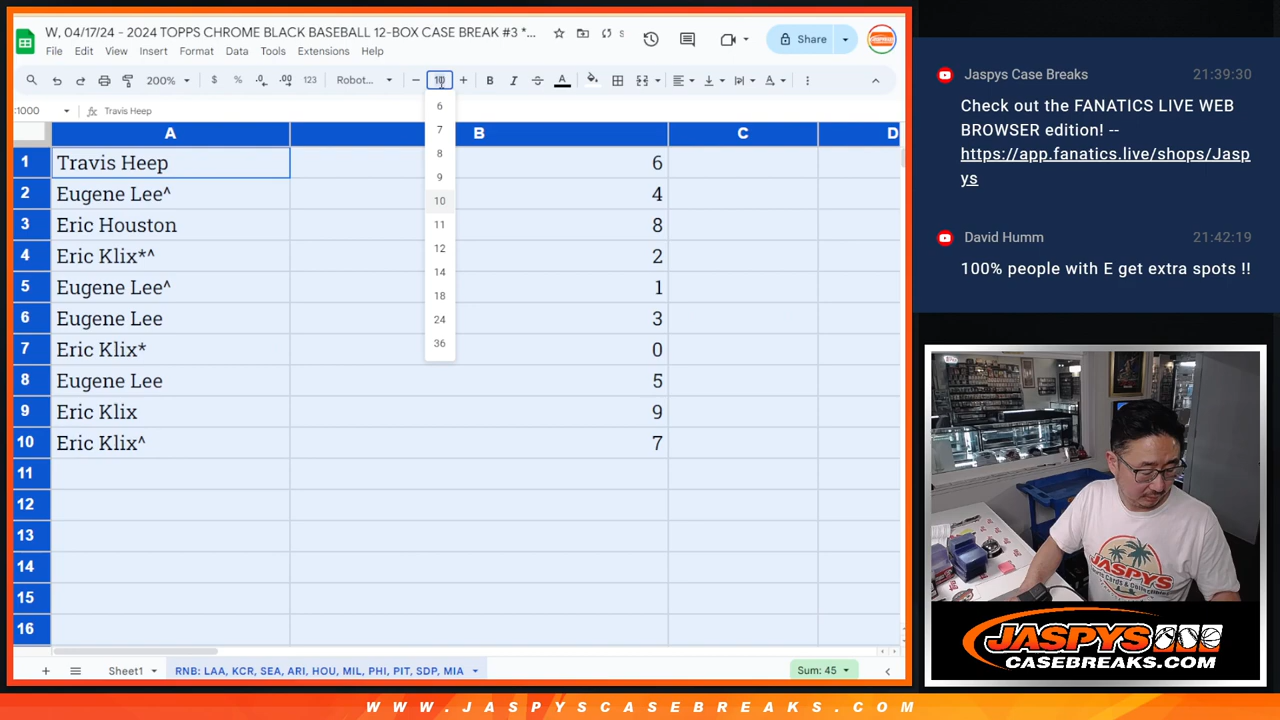 W, 04/17/24 - 2024 TOPPS CHROME BLACK BASEBALL 12-BOX CASE BREAK #3 *...
File Edit View Insert Format Data Tools Extensions Help
Share
200% $ % .0 .00 123 Robot... − 10 + B I S A
:1000 fx Travis Heep
A B C D
1 Travis Heep 6
2 Eugene Lee^ 4
3 Eric Houston 8
4 Eric Klix*^ 2
5 Eugene Lee^ 1
6 Eugene Lee 3
7 Eric Klix* 0
8 Eugene Lee 5
9 Eric Klix 9
10 Eric Klix^ 7
11
12
13
14
15
16
6
7
8
9
10
11
12
14
18
24
36
+ Sheet1 RNB: LAA, KCR, SEA, ARI, HOU, MIL, PHI, PIT, SDP, MIA Sum: 45
Jaspys Case Breaks 21:39:30
Check out the FANATICS LIVE WEB
BROWSER edition! --
https://app.fanatics.live/shops/Jasp
ys
David Humm 21:42:19
100% people with E get extra spots !!
JASPYS
JASPYS
CASEBREAKS.COM
WWW.JASPYSCASEBREAKS.COM